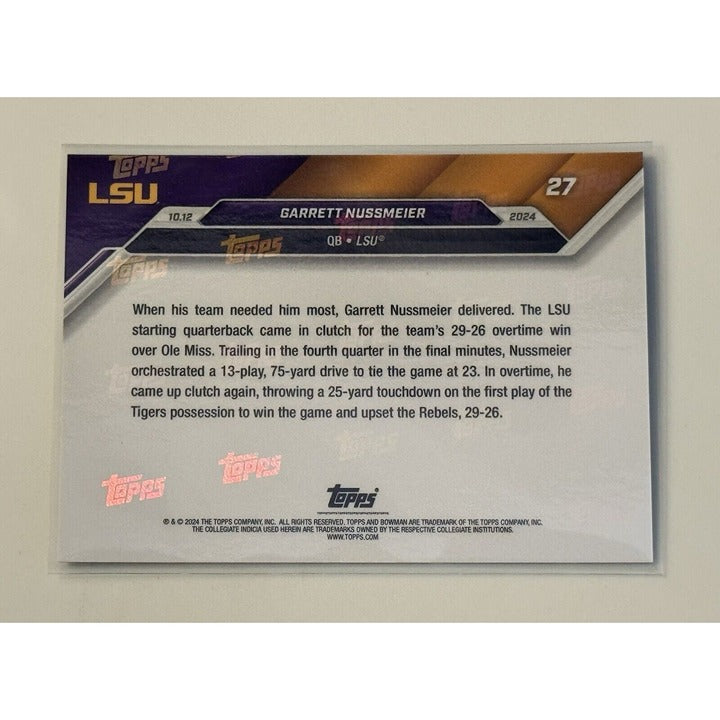 Topps
LSU
27
10.12
GARRETT NUSSMEIER
2024
QB • LSU®
Topps
Topps
When his team needed him most, Garrett Nussmeier delivered. The LSU
starting quarterback came in clutch for the team's 29-26 overtime win
over Ole Miss. Trailing in the fourth quarter in the final minutes, Nussmeier
orchestrated a 13-play, 75-yard drive to tie the game at 23. In overtime, he
came up clutch again, throwing a 25-yard touchdown on the first play of the
Tigers possession to win the game and upset the Rebels, 29-26.
Topps
Topps
Topps
® & © 2024 THE TOPPS COMPANY, INC. ALL RIGHTS RESERVED. TOPPS AND BOWMAN ARE TRADEMARK OF THE TOPPS COMPANY, INC.
THE COLLEGIATE INDICIA USED HEREIN ARE TRADEMARKS OWNED BY THE RESPECTIVE COLLEGIATE INSTITUTIONS.
WWW.TOPPS.COM